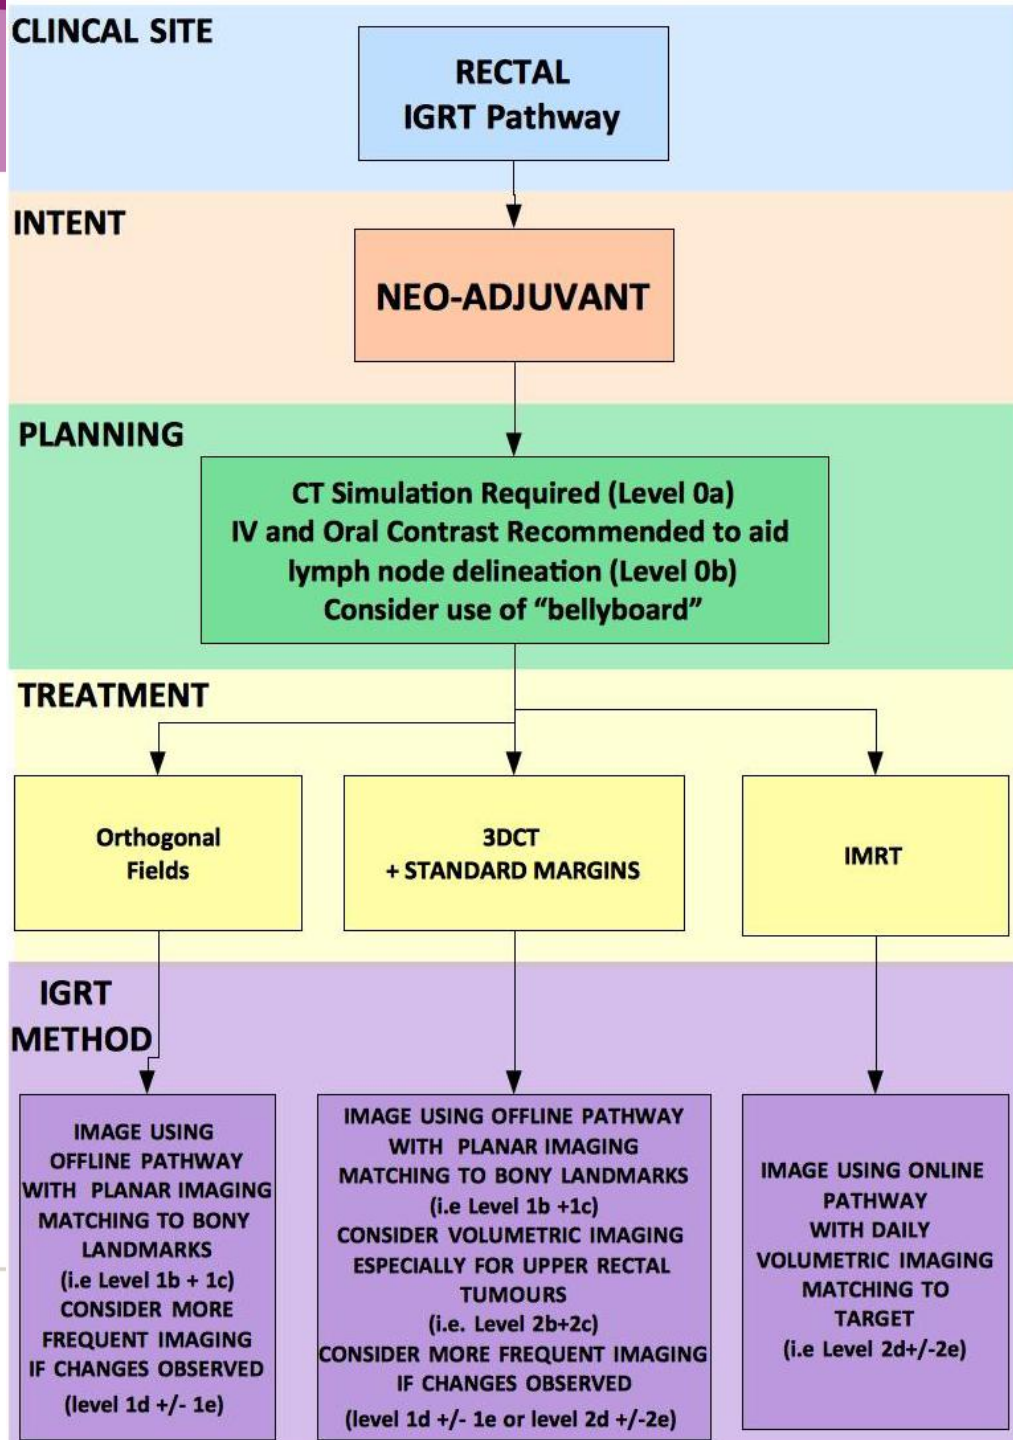 CLINCAL SITE
RECTAL
IGRT Pathway
INTENT
NEO-ADJUVANT
PLANNING
CT Simulation Required (Level 0a)
IV and Oral Contrast Recommended to aid
lymph node delineation (Level 0b)
Consider use of “bellyboard”
TREATMENT
Orthogonal
Fields
3DCT
+ STANDARD MARGINS
IMRT
IGRT
METHOD
IMAGE USING
OFFLINE PATHWAY
WITH PLANAR IMAGING
MATCHING TO BONY
LANDMARKS
(i.e Level 1b + 1c)
CONSIDER MORE
FREQUENT IMAGING
IF CHANGES OBSERVED
(level 1d +/- 1e)
IMAGE USING OFFLINE PATHWAY
WITH PLANAR IMAGING
MATCHING TO BONY LANDMARKS
(i.e Level 1b +1c)
CONSIDER VOLUMETRIC IMAGING
ESPECIALLY FOR UPPER RECTAL
TUMOURS
(i.e. Level 2b+2c)
CONSIDER MORE FREQUENT IMAGING
IF CHANGES OBSERVED
(level 1d +/- 1e or level 2d +/-2e)
IMAGE USING ONLINE
PATHWAY
WITH DAILY
VOLUMETRIC IMAGING
MATCHING TO
TARGET
(i.e Level 2d+/-2e)